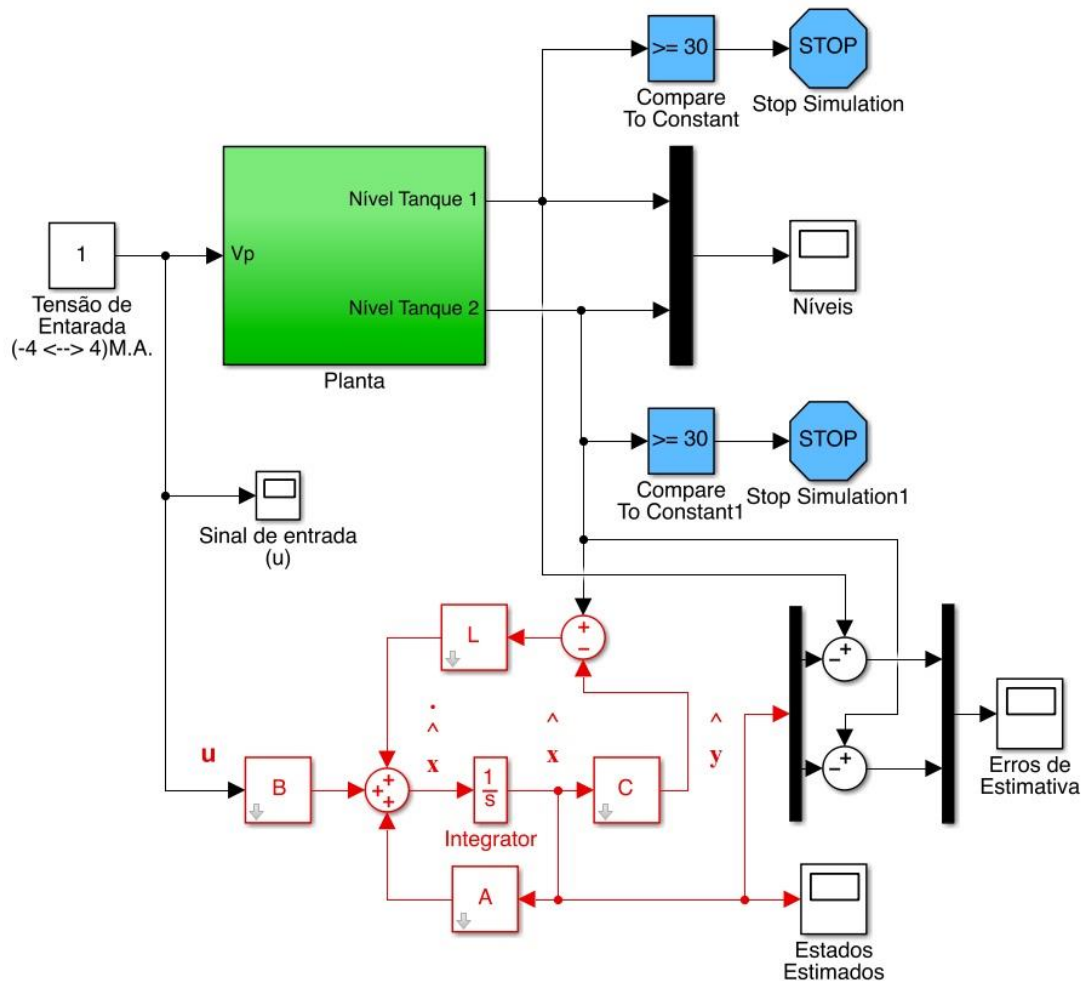 >= 30
STOP
Compare
To Constant
Stop Simulation
Nível Tanque 1
1
Vp
Tensão de
Entarada
(-4 <--> 4)M.A.
Nível Tanque 2
Níveis
Planta
>= 30
STOP
Compare
To Constant1
Stop Simulation1
Sinal de entrada
(u)
L
+
−
− +
u
B
+
+
+
.
^
x
1
s
Integrator
^
x
C
^
y
− +
Erros de
Estimativa
A
Estados
Estimados